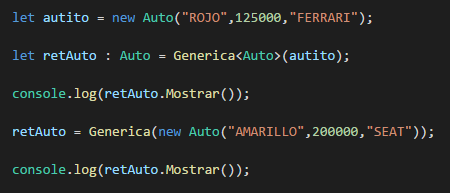 let autito = new Auto("ROJO",125000,"FERRARI");
let retAuto : Auto = Generica<Auto>(autito);
console.log(retAuto.Mostrar());
retAuto = Generica(new Auto("AMARILLO",200000,"SEAT"));
console.log(retAuto.Mostrar());